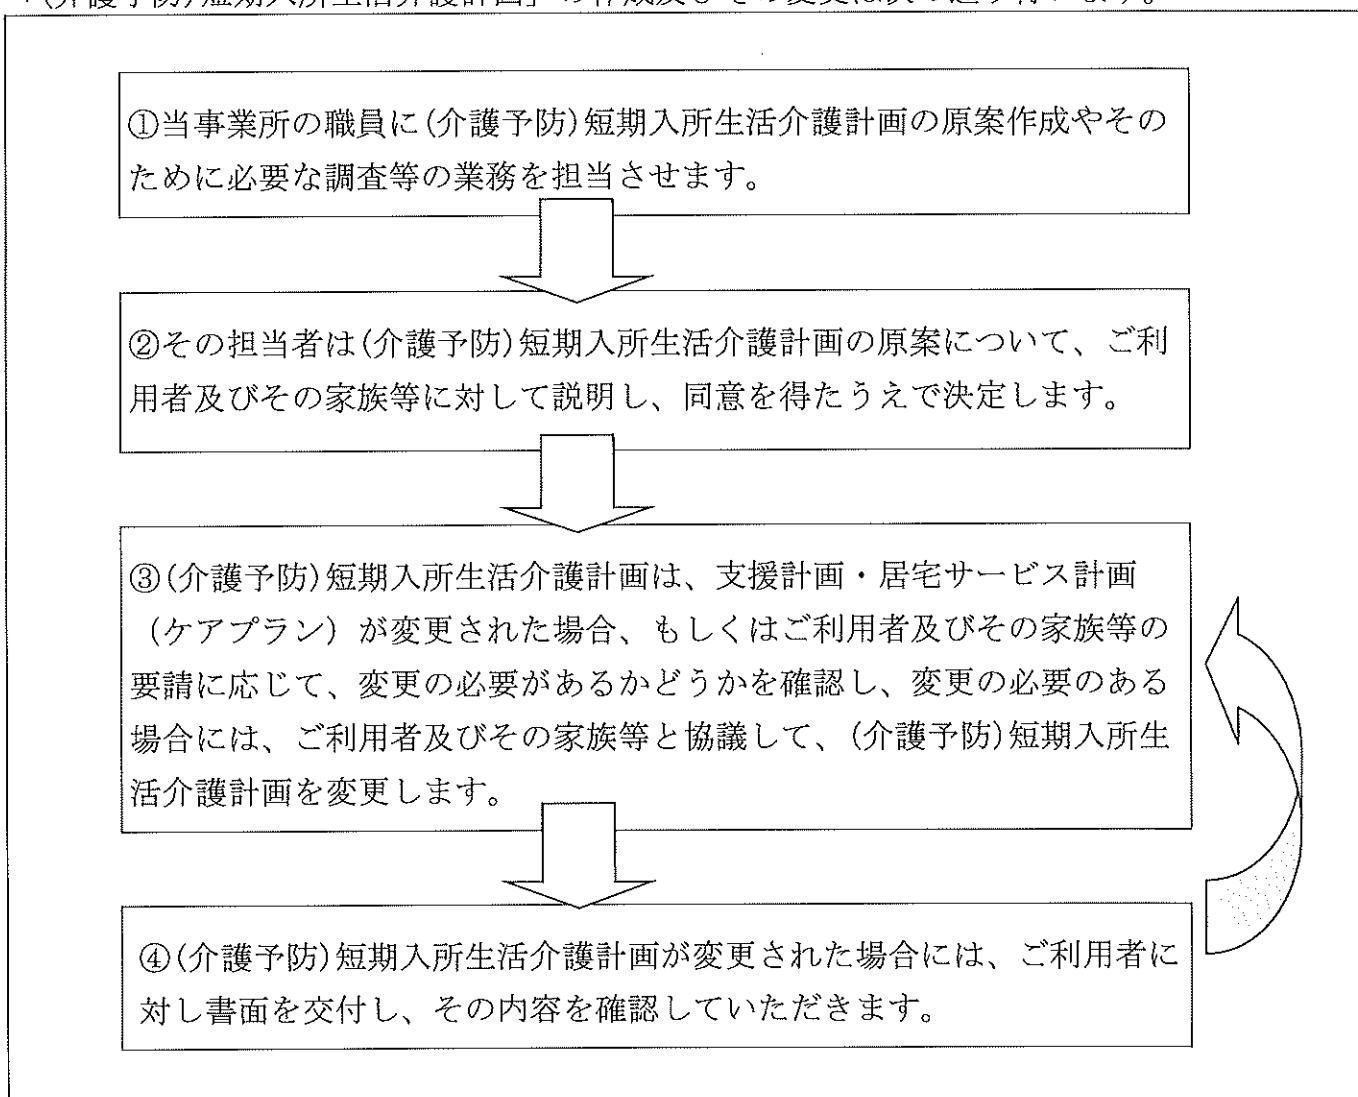 ①当事業所の職員に(介護予防)短期入所生活介護計画の原案作成やその
ために必要な調査等の業務を担当させます。
②その担当者は(介護予防)短期入所生活介護計画の原案について、ご利
用者及びその家族等に対して説明し、同意を得たうえで決定します。
③(介護予防)短期入所生活介護計画は、支援計画・居宅サービス計画
（ケアプラン）が変更された場合、もしくはご利用者及びその家族等の
要請に応じて、変更の必要があるかどうかを確認し、変更の必要のある
場合には、ご利用者及びその家族等と協議して、(介護予防)短期入所生
活介護計画を変更します。
④(介護予防)短期入所生活介護計画が変更された場合には、ご利用者に
対し書面を交付し、その内容を確認していただきます。